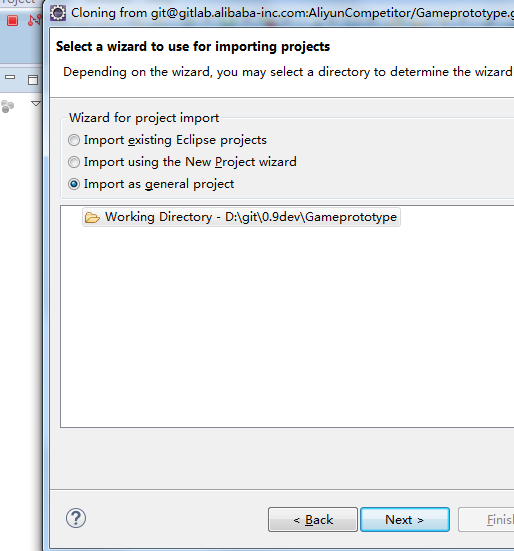 Cloning from git@gitlab.alibaba-inc.com:AliyunCompetitor/Gameprototype.g
Select a wizard to use for importing projects
Depending on the wizard, you may select a directory to determine the wizard
Wizard for project import
Import existing Eclipse projects
Import using the New Project wizard
Import as general project
Working Directory - D:\git\0.9dev\Gameprototype
< Back
Next >
Finis